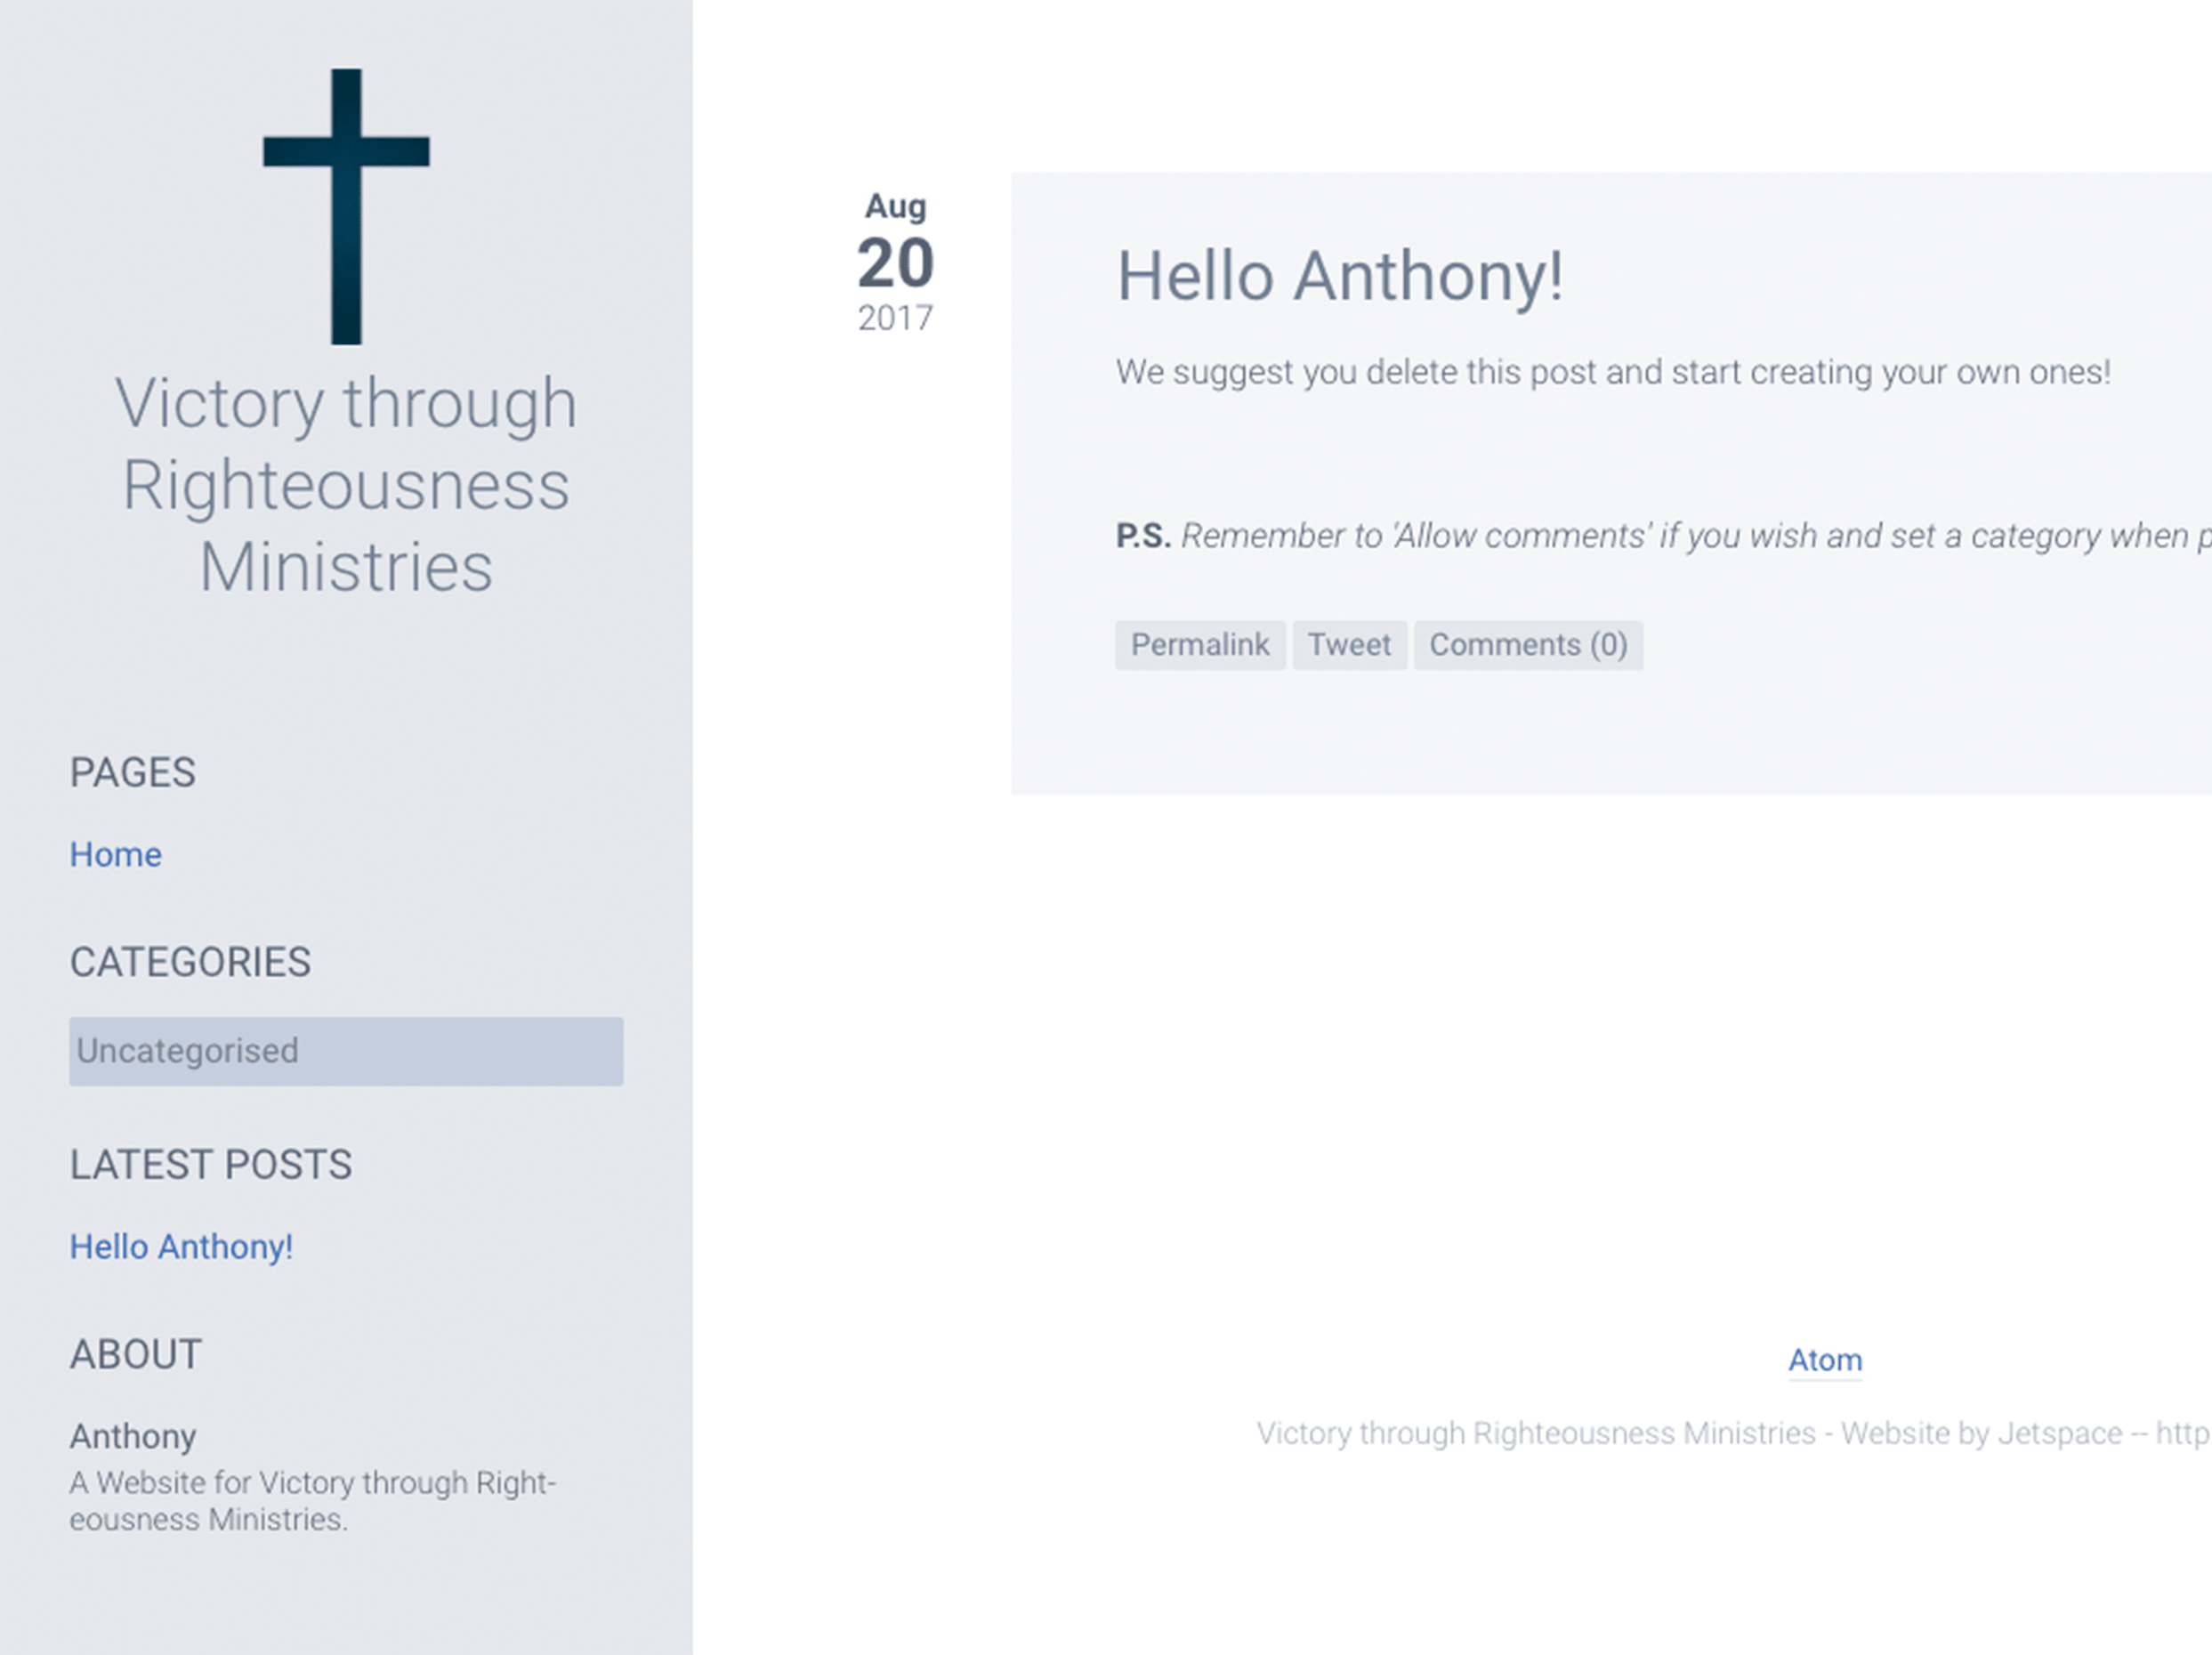 Victory through
Righteousness
Ministries
PAGES
Home
CATEGORIES
Uncategorised
LATEST POSTS
Hello Anthony!
ABOUT
Anthony
A Website for Victory through Right-
eousness Ministries.
Aug
20
2017
Hello Anthony!
We suggest you delete this post and start creating your own ones!
P.S. Remember to 'Allow comments' if you wish and set a category when p
Permalink
Tweet
Comments (0)
Atom
Victory through Righteousness Ministries - Website by Jetspace -- http